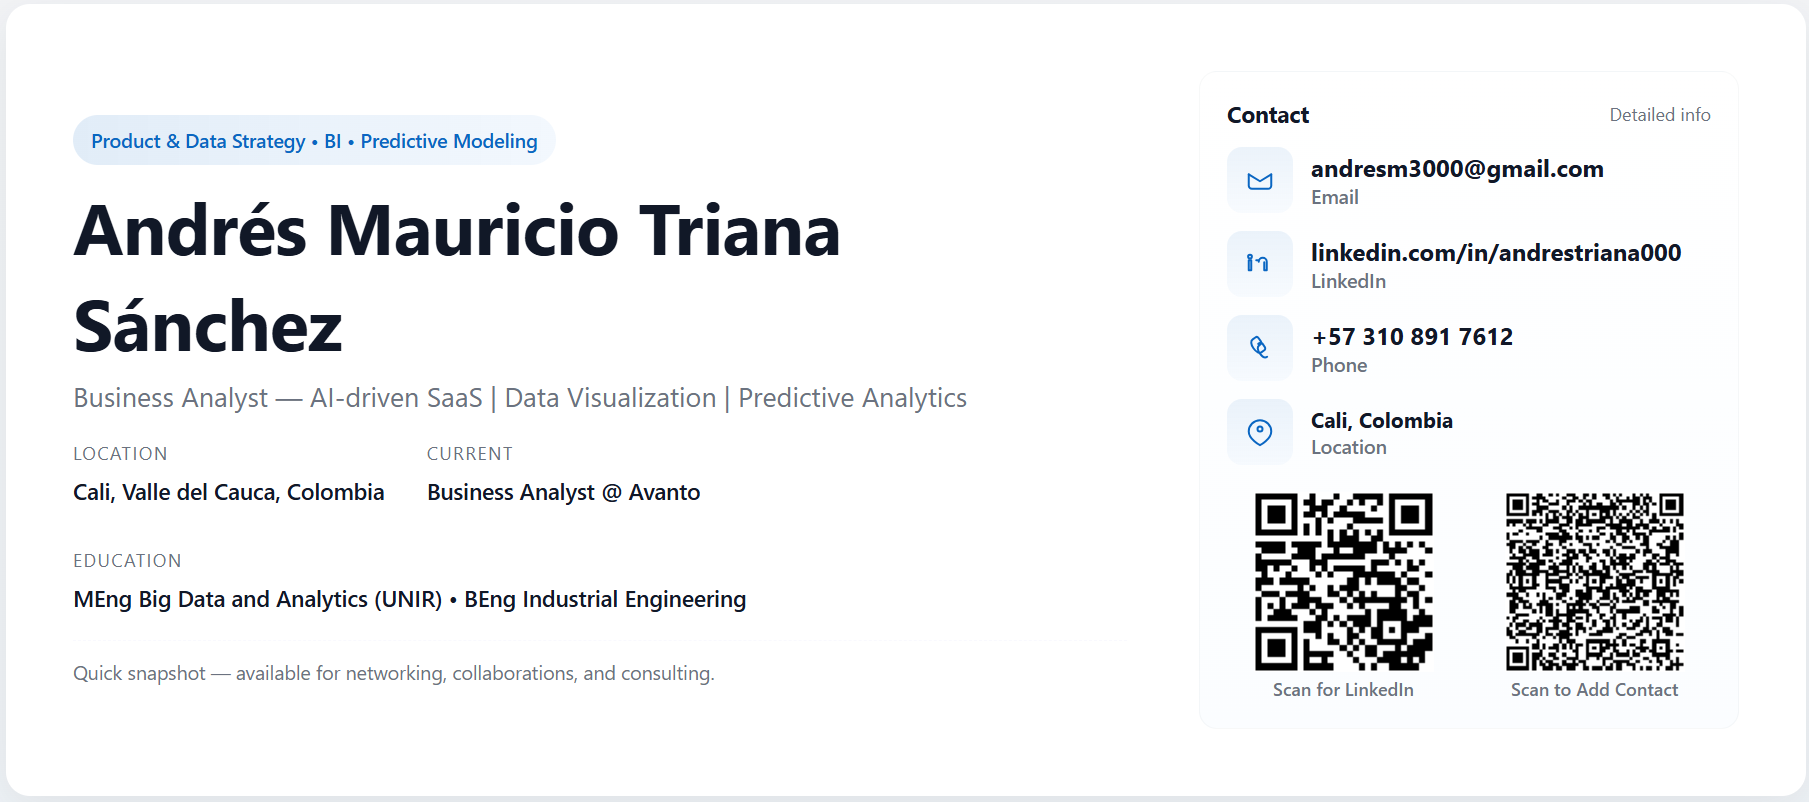 Product & Data Strategy • BI • Predictive Modeling
Andrés Mauricio Triana
Sánchez
Business Analyst — AI-driven SaaS | Data Visualization | Predictive Analytics
LOCATION
Cali, Valle del Cauca, Colombia
CURRENT
Business Analyst @ Avanto
EDUCATION
MEng Big Data and Analytics (UNIR) • BEng Industrial Engineering
Quick snapshot — available for networking, collaborations, and consulting.
Contact
Detailed info
andresm3000@gmail.com
Email
linkedin.com/in/andrestriana000
LinkedIn
+57 310 891 7612
Phone
Cali, Colombia
Location
Scan for LinkedIn
Scan to Add Contact